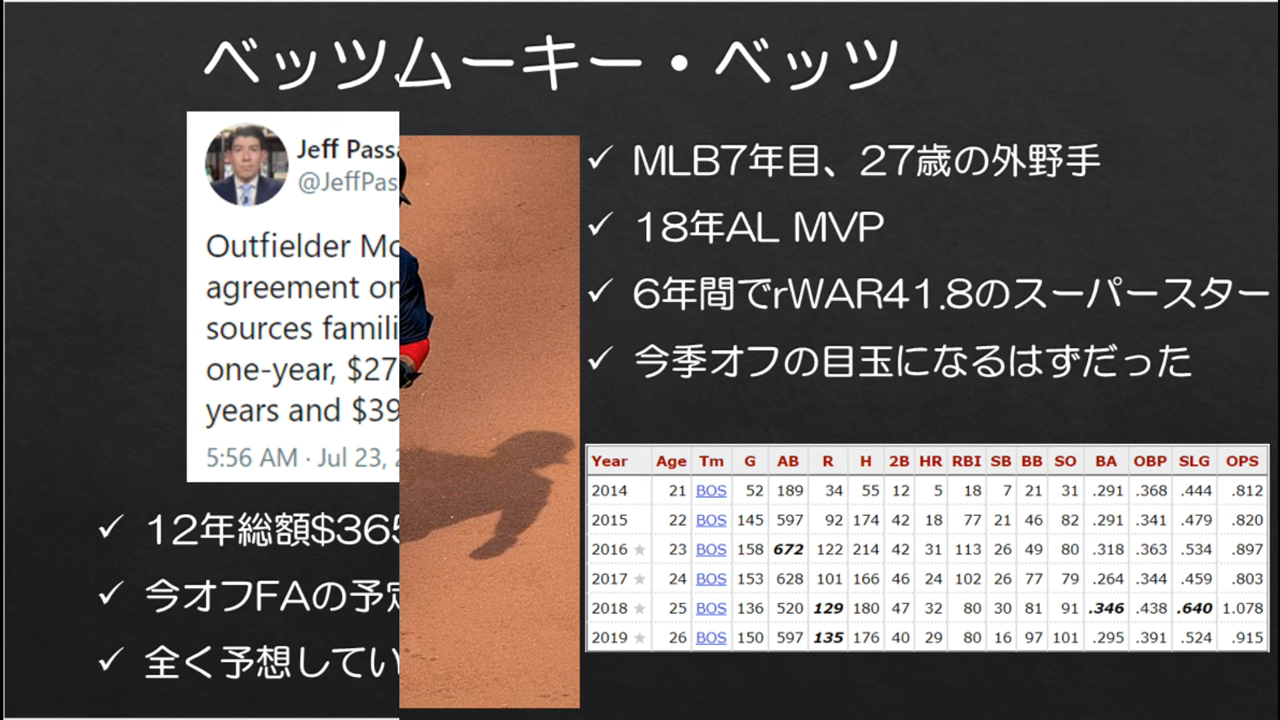 ベッツ
ムーキー・ベッツ
Jeff Pass
@JeffPas
Outfielder Mo
agreement on
sources famili
one-year, $27
years and $39
5:56 AM · Jul 23,
✓ 12年総額$365
✓ 今オフFAの予定
✓ 全く予想してい
✓ MLB7年目、27歳の外野手
✓ 18年AL MVP
✓ 6年間でrWAR41.8のスーパースター
✓ 今季オフの目玉になるはずだった
Year Age Tm G AB R H 2B HR RBI SB BB SO BA OBP SLG OPS
2014 21 BOS 52 189 34 55 12 5 18 7 21 31 .291 .368 .444 .812
2015 22 BOS 145 597 92 174 42 18 77 21 46 82 .291 .341 .479 .820
2016 ★ 23 BOS 158 672 122 214 42 31 113 26 49 80 .318 .363 .534 .897
2017 ★ 24 BOS 153 628 101 166 46 24 102 26 77 79 .264 .344 .459 .803
2018 ★ 25 BOS 136 520 129 180 47 32 80 30 81 91 .346 .438 .640 1.078
2019 ★ 26 BOS 150 597 135 176 40 29 80 16 97 101 .295 .391 .524 .915